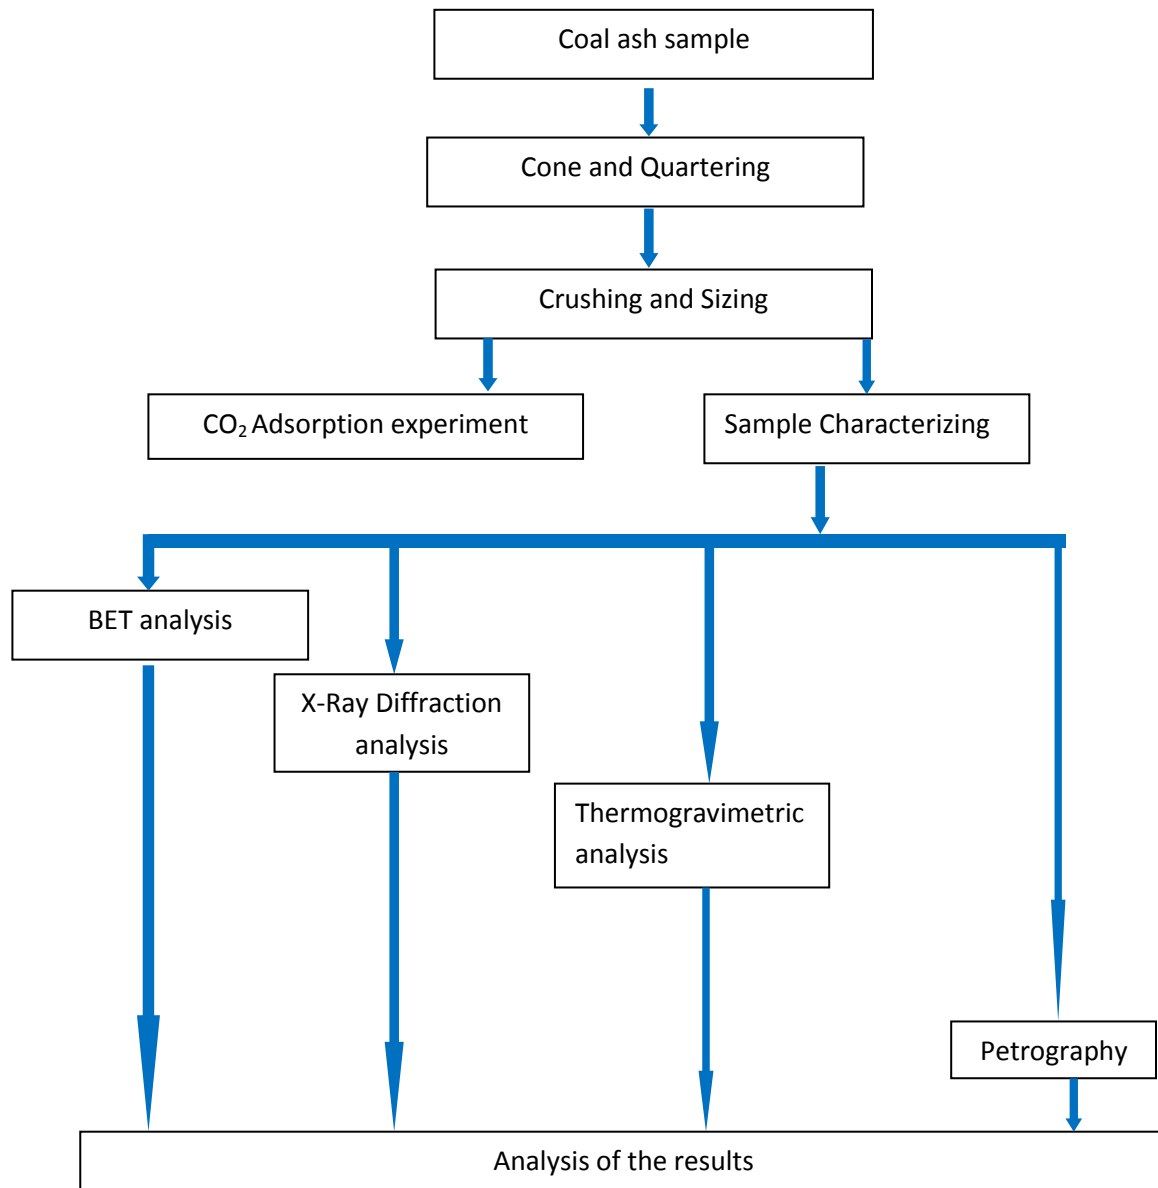 Coal ash sample
Cone and Quartering
Crushing and Sizing
CO₂ Adsorption experiment
Sample Characterizing
BET analysis
X-Ray Diffraction
analysis
Thermogravimetric
analysis
Petrography
Analysis of the results